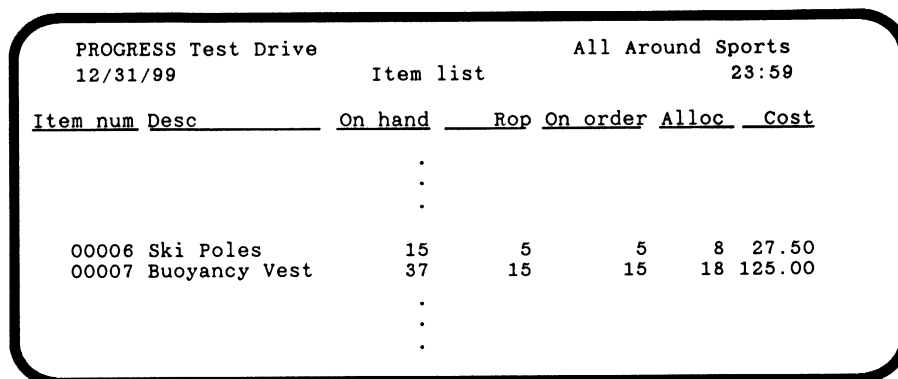 PROGRESS Test Drive All Around Sports
12/31/99 Item list 23:59
Item num Desc On hand Rop On order Alloc Cost
.
.
.
00006 Ski Poles 15 5 5 8 27.50
00007 Buoyancy Vest 37 15 15 18 125.00
.
.
.